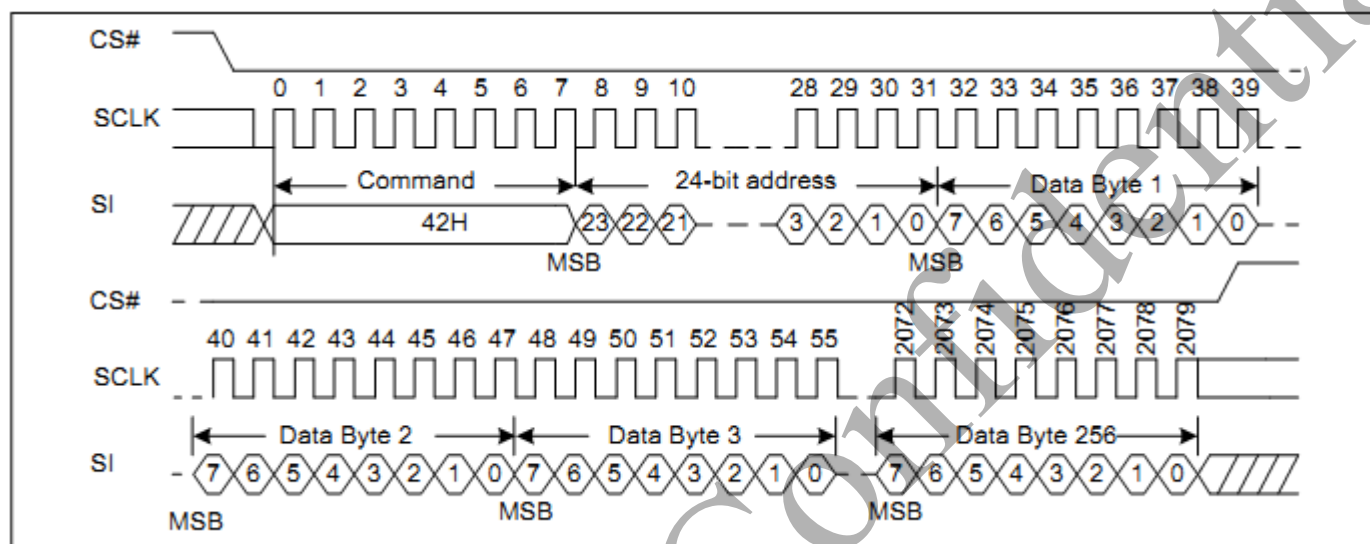 CS#
0 1 2 3 4 5 6 7 8 9 10 28 29 30 31 32 33 34 35 36 37 38 39
SCLK
Command 24-bit address Data Byte 1
SI
42H 23 22 21 3 2 1 0 7 6 5 4 3 2 1 0
MSB MSB
CS#
40 41 42 43 44 45 46 47 48 49 50 51 52 53 54 55 2072 2073 2074 2075 2076 2077 2078 2079
SCLK
Data Byte 2 Data Byte 3 Data Byte 256
SI
7 6 5 4 3 2 1 0 7 6 5 4 3 2 1 0 7 6 5 4 3 2 1 0
MSB MSB MSB
Confidentia